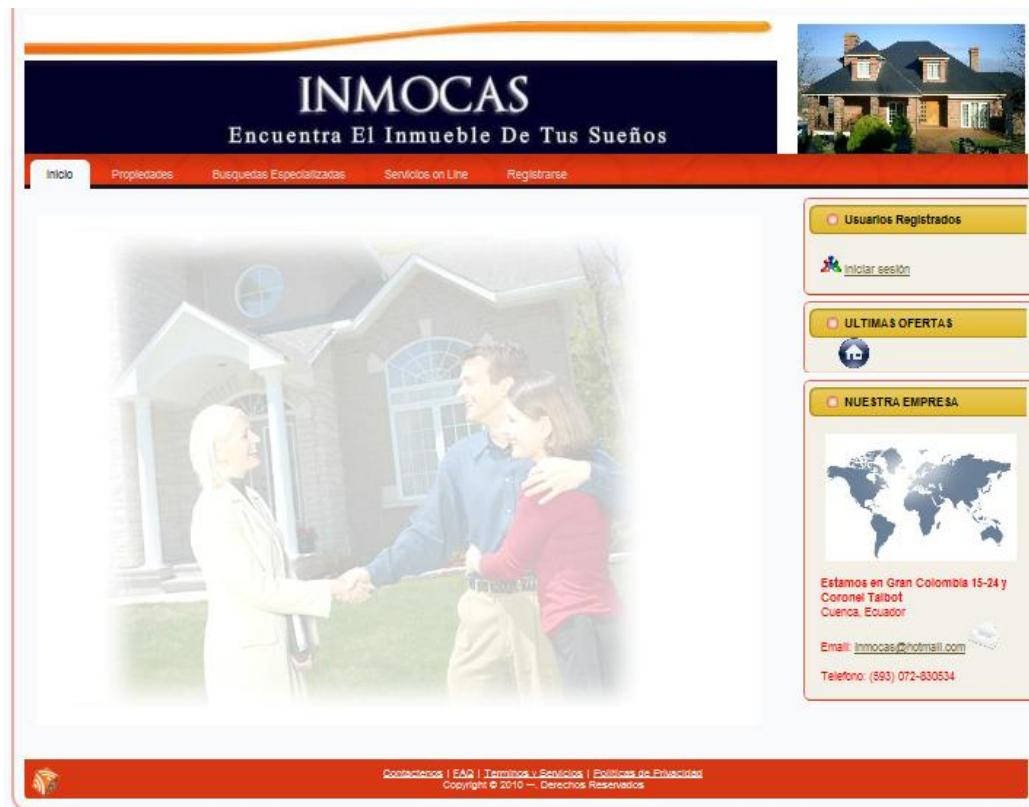 INMOCAS
Encuentra El Inmueble De Tus Sueños
Inicio Propiedades Busquedas Especializadas Servicios on Line Registrarse
Usuarios Registrados
Iniciar sesión
ULTIMAS OFERTAS
NUESTRA EMPRESA
Estamos en Gran Colombia 15-24 y
Coronel Talbot
Cuenca, Ecuador
Email: inmocas@hotmail.com
Telefono: (593) 072-830534
Contactenos | FAQ | Terminos y Servicios | Politicas de Privacidad
Copyright © 2010 —. Derechos Reservados